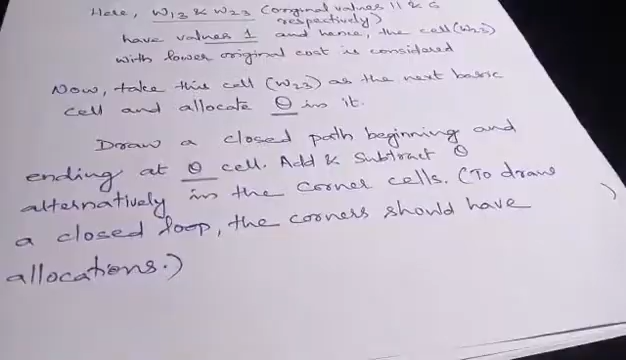 Here, W13 & W23 (original values 11 & 6
respectively)
have values 1 and hence, the cell (W23)
with lower original cost is considered
Now, take this cell (W23) as the next basic
cell and allocate θ in it.
Draw a closed path beginning and
ending at θ cell. Add & Subtract θ
alternatively in the corner cells. (To draw
a closed loop, the corners should have
allocations.)